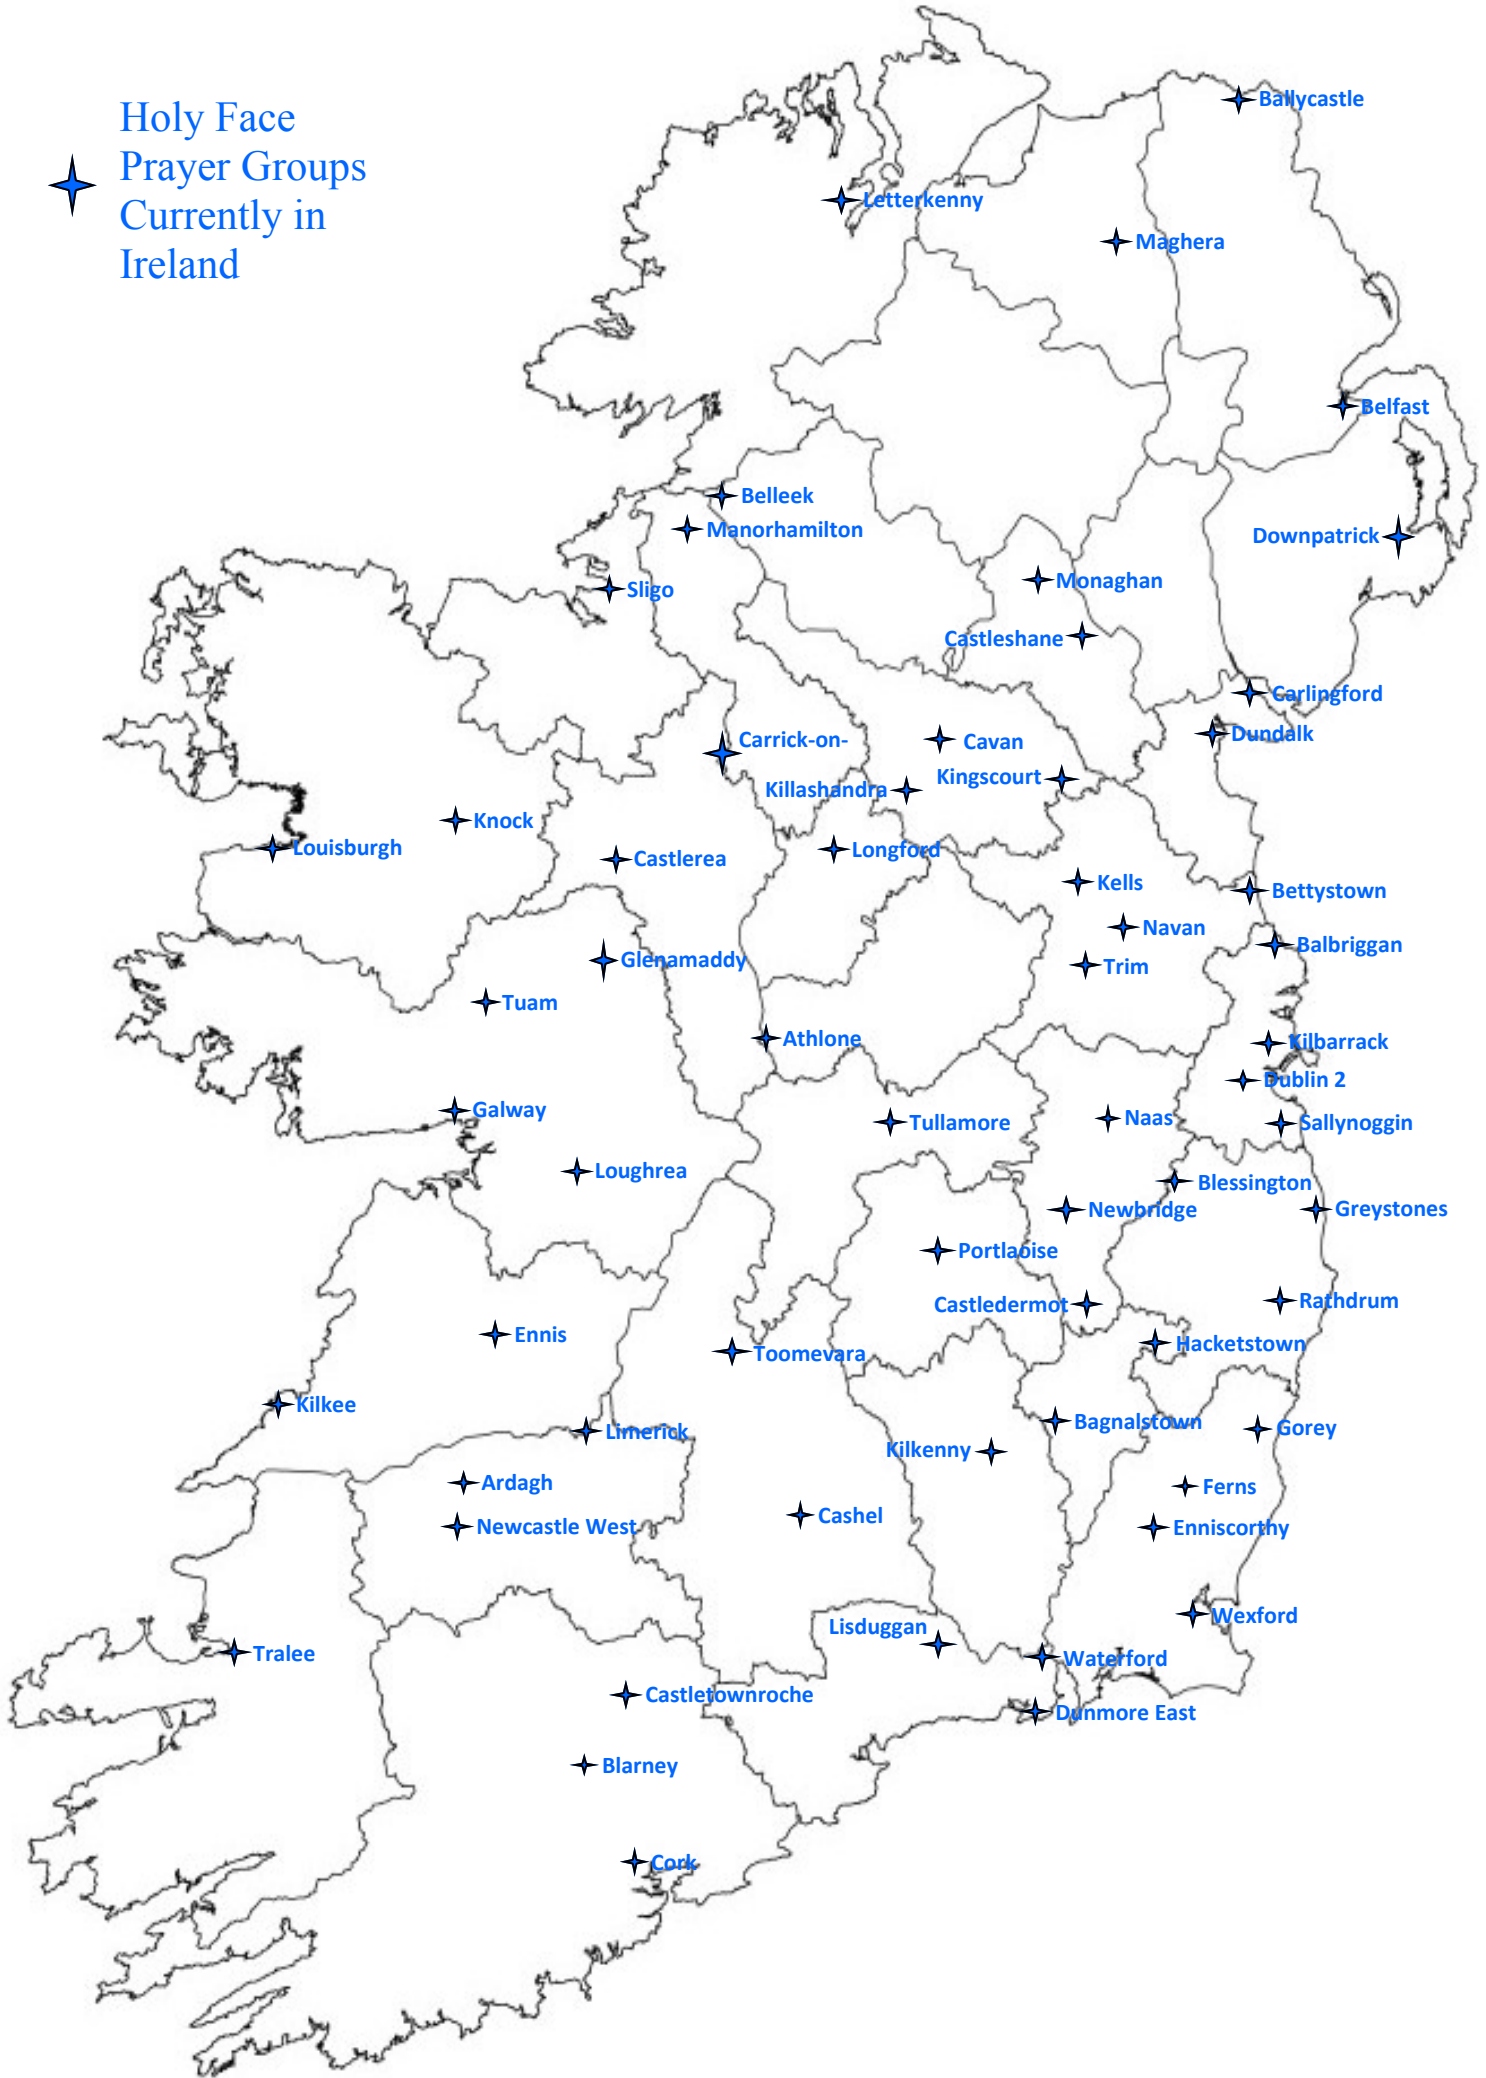 Holy Face
Prayer Groups
Currently in
Ireland
Ballycastle
Letterkenny
Maghera
Belfast
Belleek
Manorhamilton
Downpatrick
Monaghan
Sligo
Castleshane
Carlingford
Dundalk
Carrick-on-
Cavan
Kingscourt
Killashandra
Knock
Louisburgh
Longford
Castlerea
Kells
Bettystown
Navan
Balbriggan
Glenamaddy
Trim
Tuam
Athlone
Kilbarrack
Dublin 2
Galway
Tullamore
Naas
Sallynoggin
Loughrea
Blessington
Newbridge
Greystones
Portlaoise
Castledermot
Rathdrum
Ennis
Hacketstown
Toomevara
Kilkee
Bagnalstown
Gorey
Limerick
Kilkenny
Ardagh
Ferns
Cashel
Newcastle West
Enniscorthy
Wexford
Lisduggan
Tralee
Waterford
Castletownroche
Dunmore East
Blarney
Cork